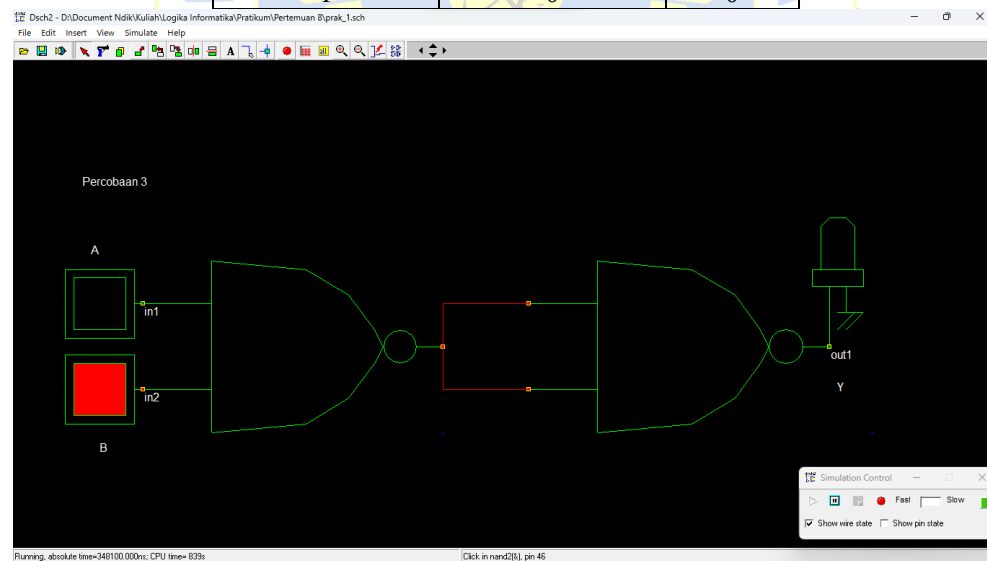 Dsch2 - D:\Document Ndik\Kuliah\Logika Informatika\Pratikum\Pertemuan 8\prak_1.sch
File Edit Insert View Simulate Help
A
Percobaan 3
A
in1
in2
B
out1
Y
Simulation Control
Fast Slow
Show wire state Show pin state
Running, absolute time=348100.000ns; CPU time= 839s Click in nand2(&), pin 46